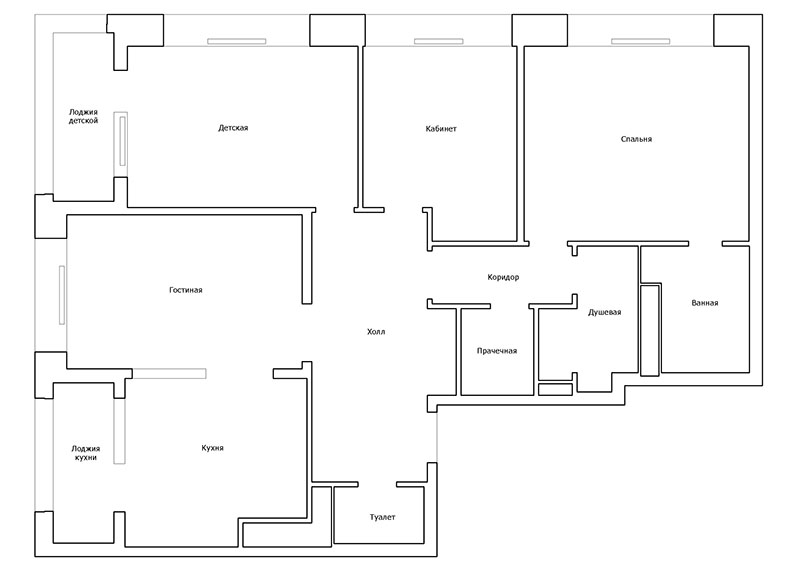 Лоджия
детской
Детская
Кабинет
Спальня
Гостиная
Коридор
Холл
Душевая
Ванная
Прачечная
Лоджия
кухни
Кухня
Туалет